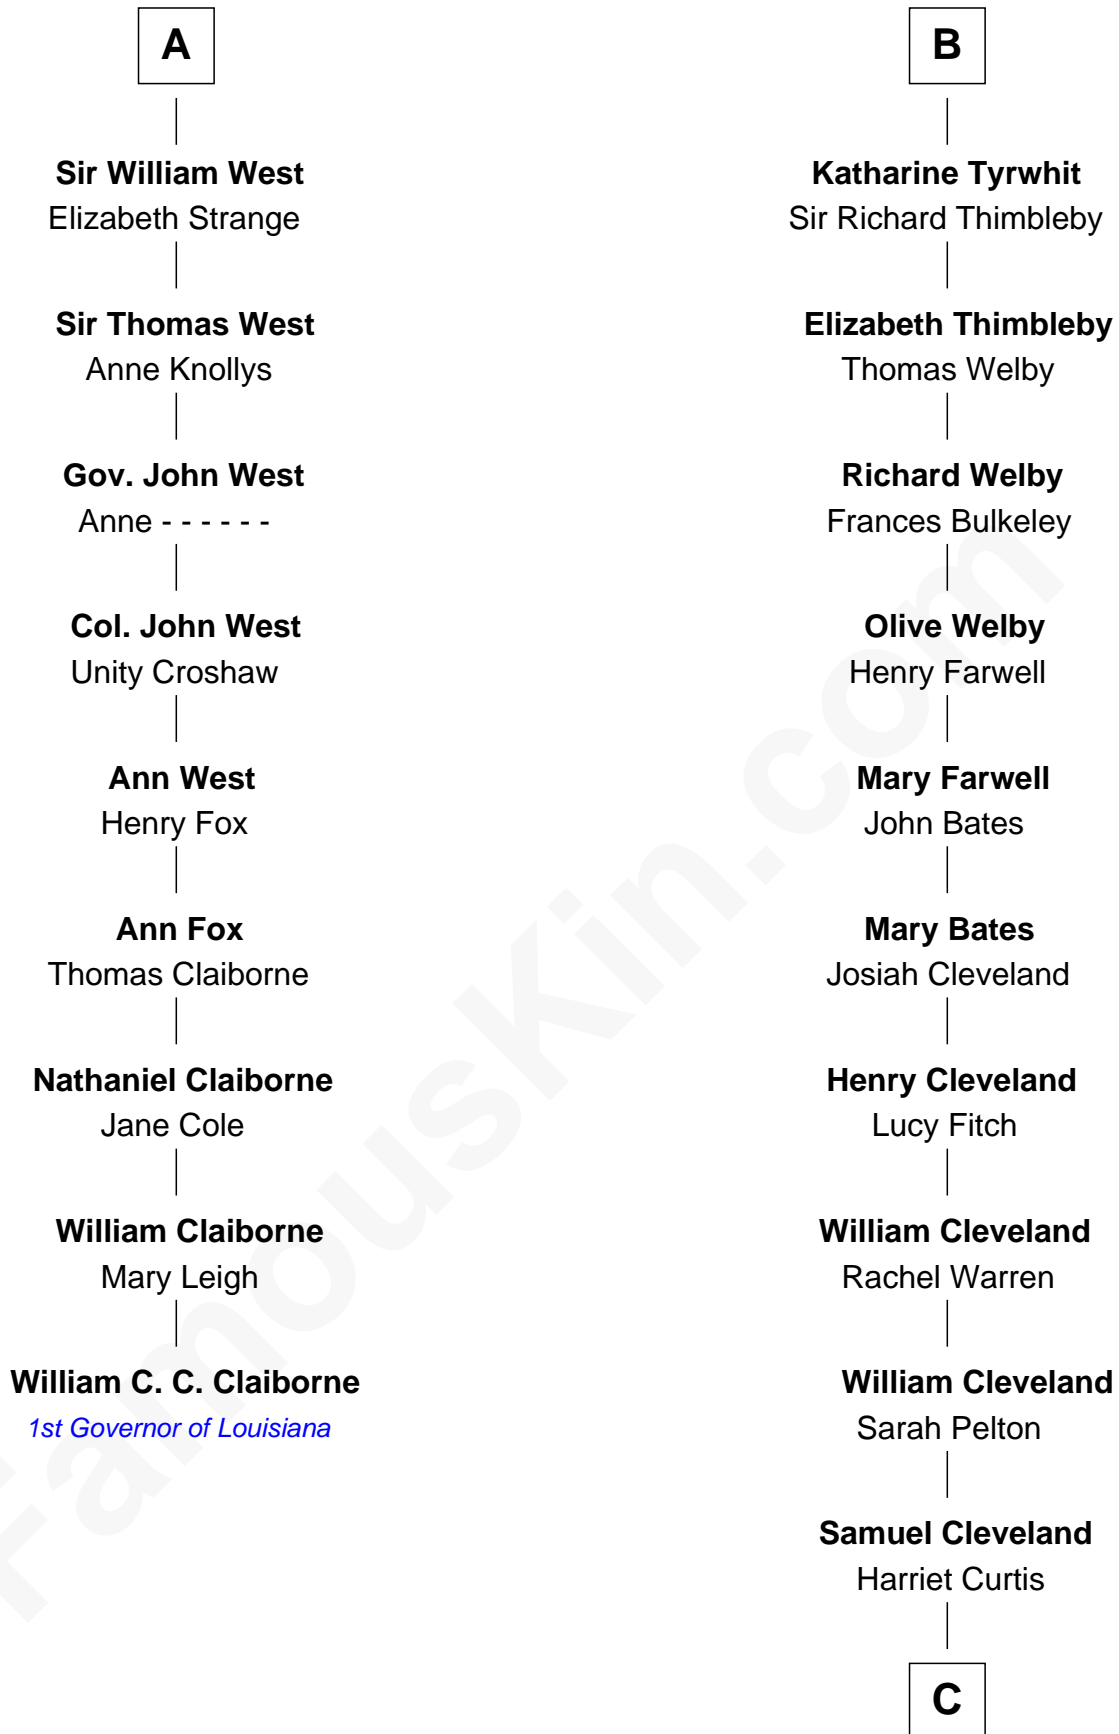 A
Sir William West
Elizabeth Strange
Sir Thomas West
Anne Knollys
Gov. John West
Anne - - - - - -
Col. John West
Unity Croshaw
Ann West
Henry Fox
Ann Fox
Thomas Claiborne
Nathaniel Claiborne
Jane Cole
William Claiborne
Mary Leigh
William C. C. Claiborne
1st Governor of Louisiana
B
Katharine Tyrwhit
Sir Richard Thimbleby
Elizabeth Thimbleby
Thomas Welby
Richard Welby
Frances Bulkeley
Olive Welby
Henry Farwell
Mary Farwell
John Bates
Mary Bates
Josiah Cleveland
Henry Cleveland
Lucy Fitch
William Cleveland
Rachel Warren
William Cleveland
Sarah Pelton
Samuel Cleveland
Harriet Curtis
C
FamousKin.com